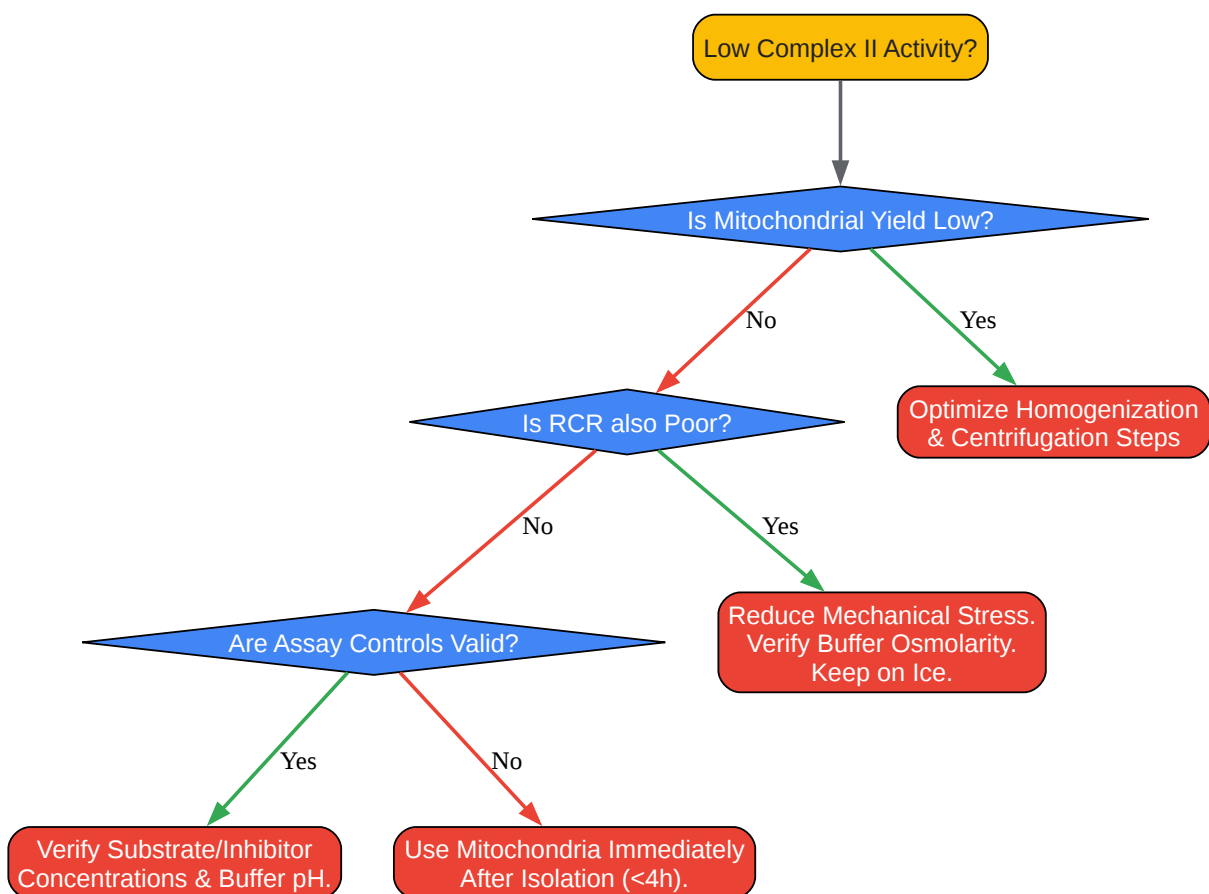 Low Complex II Activity?
Is Mitochondrial Yield Low?
No
Yes
Is RCR also Poor?
Optimize Homogenization
& Centrifugation Steps
No
Yes
Are Assay Controls Valid?
Reduce Mechanical Stress.
Verify Buffer Osmolarity.
Keep on Ice.
Yes
No
Verify Substrate/Inhibitor
Concentrations & Buffer pH.
Use Mitochondria Immediately
After Isolation (<4h).